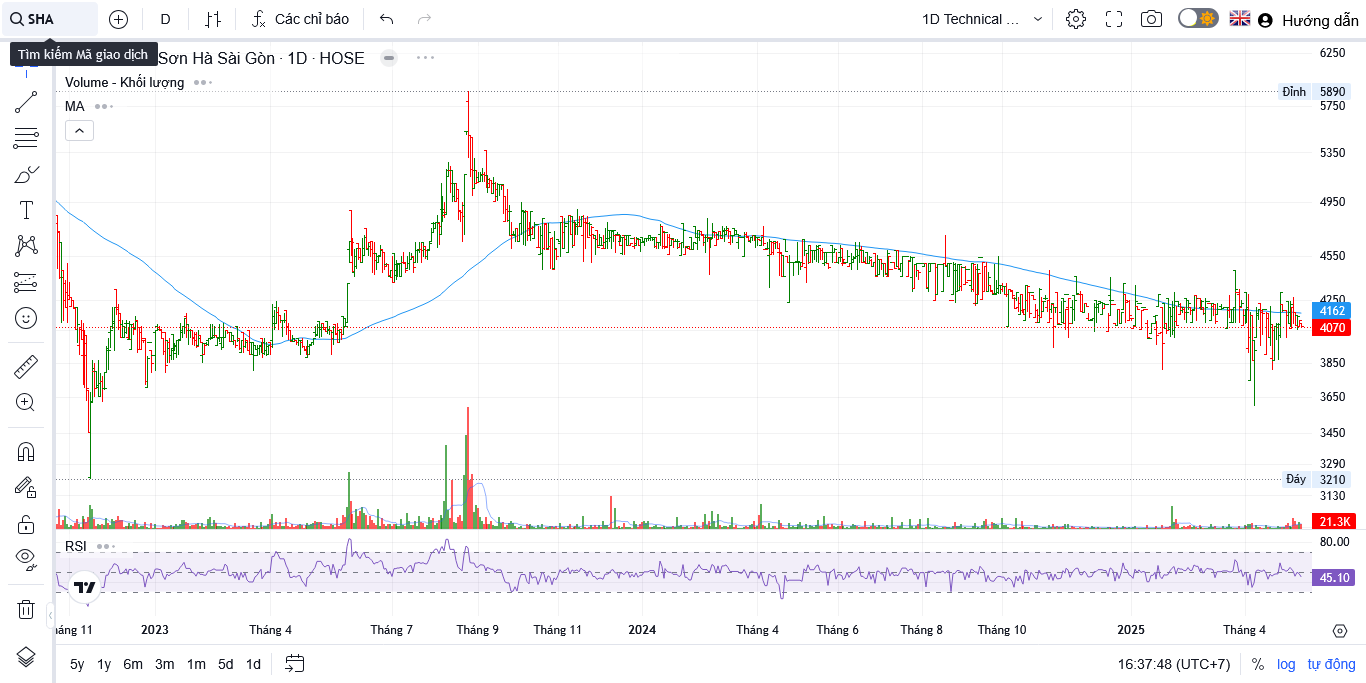 SHA
D
Các chỉ báo
1D Technical ...
Hướng dẫn
Tìm kiếm Mã giao dịch
Sơn Hà Sài Gòn · 1D · HOSE
Volume - Khối lượng
MA
6250
Đỉnh 5890
5750
5350
4950
4550
4250
4162
4070
3850
3650
3450
3290
Đáy 3210
3130
21.3K
RSI
80.00
45.10
háng 11 2023 Tháng 4 Tháng 7 Tháng 9 Tháng 11 2024 Tháng 4 Tháng 6 Tháng 8 Tháng 10 2025 Tháng 4
5y 1y 6m 3m 1m 5d 1d
16:37:48 (UTC+7) % log tự động